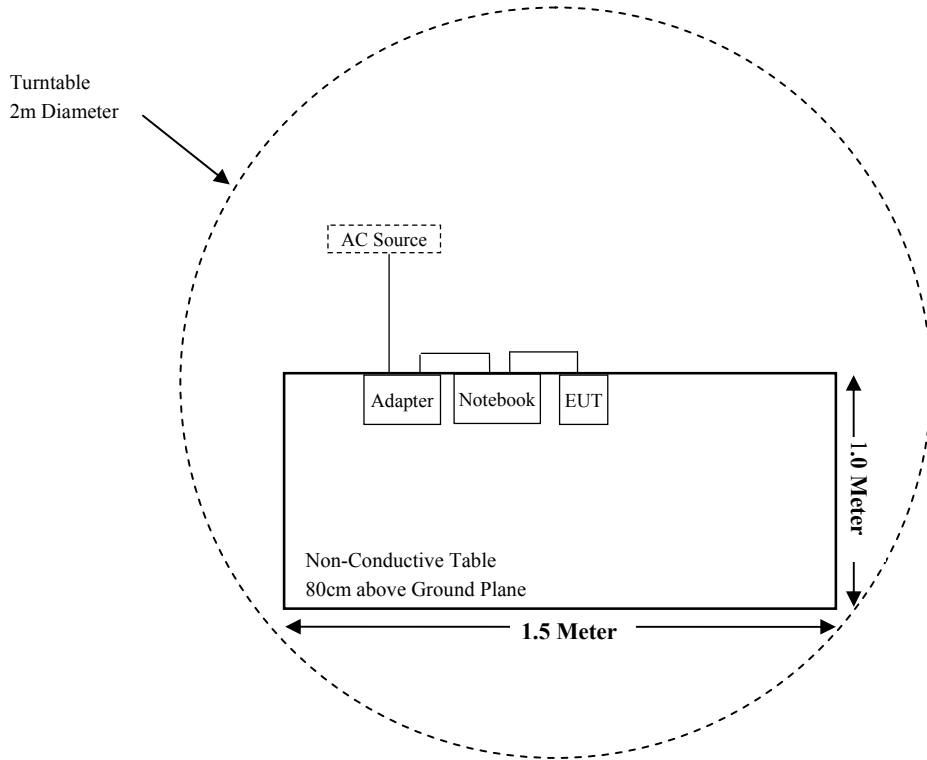 Turntable
2m Diameter
AC Source
Adapter
Notebook
EUT
1.0 Meter
Non-Conductive Table
80cm above Ground Plane
1.5 Meter